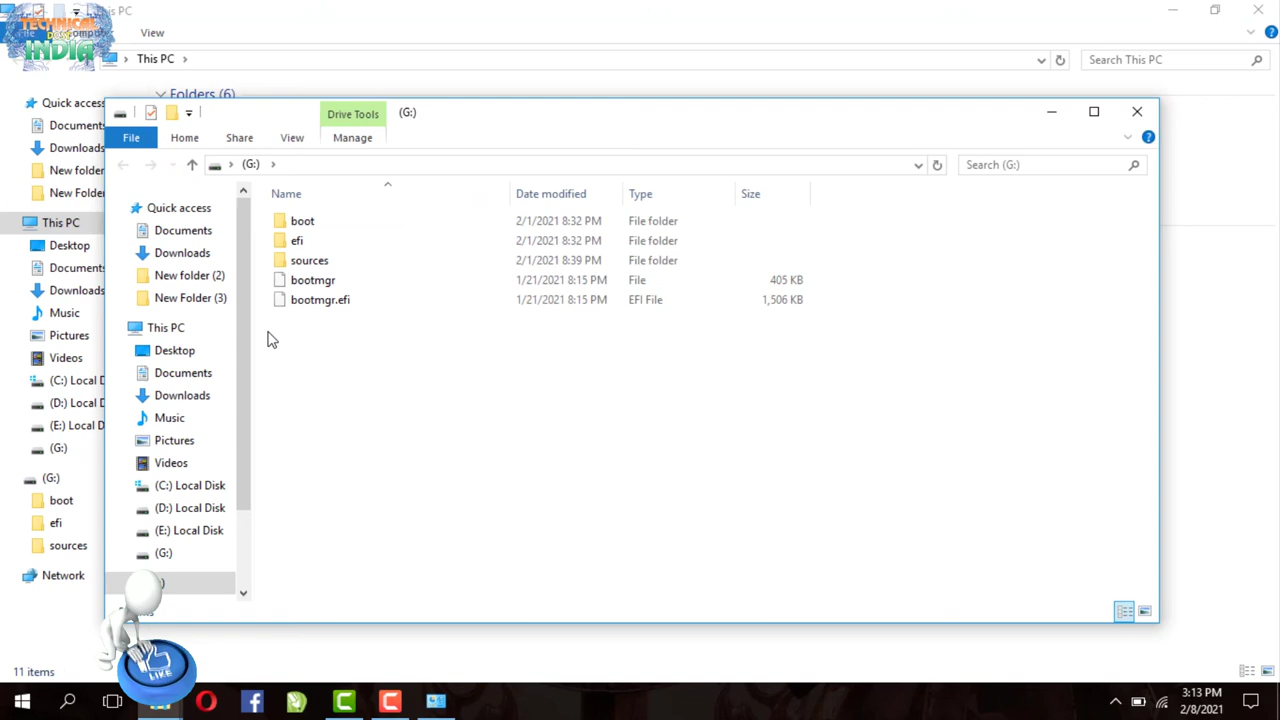 This PC
TECHNICAL
DOST
INDIA
File
Computer
View
This PC
Search This PC
Quick access
Documents
Downloads
New folder
New Folder
This PC
Desktop
Documents
Downloads
Music
Pictures
Videos
(C:) Local D
(D:) Local D
(E:) Local D
(G:)
(G:)
boot
efi
sources
Network
11 items
Folders (6)
Drive Tools
(G:)
File
Home
Share
View
Manage
(G:)
Search (G:)
Quick access
Documents
Downloads
New folder (2)
New Folder (3)
This PC
Desktop
Documents
Downloads
Music
Pictures
Videos
(C:) Local Disk
(D:) Local Disk
(E:) Local Disk
(G:)
Name Date modified Type Size
boot 2/1/2021 8:32 PM File folder
efi 2/1/2021 8:32 PM File folder
sources 2/1/2021 8:39 PM File folder
bootmgr 1/21/2021 8:15 PM File 405 KB
bootmgr.efi 1/21/2021 8:15 PM EFI File 1,506 KB
LIKE
3:13 PM
2/8/2021